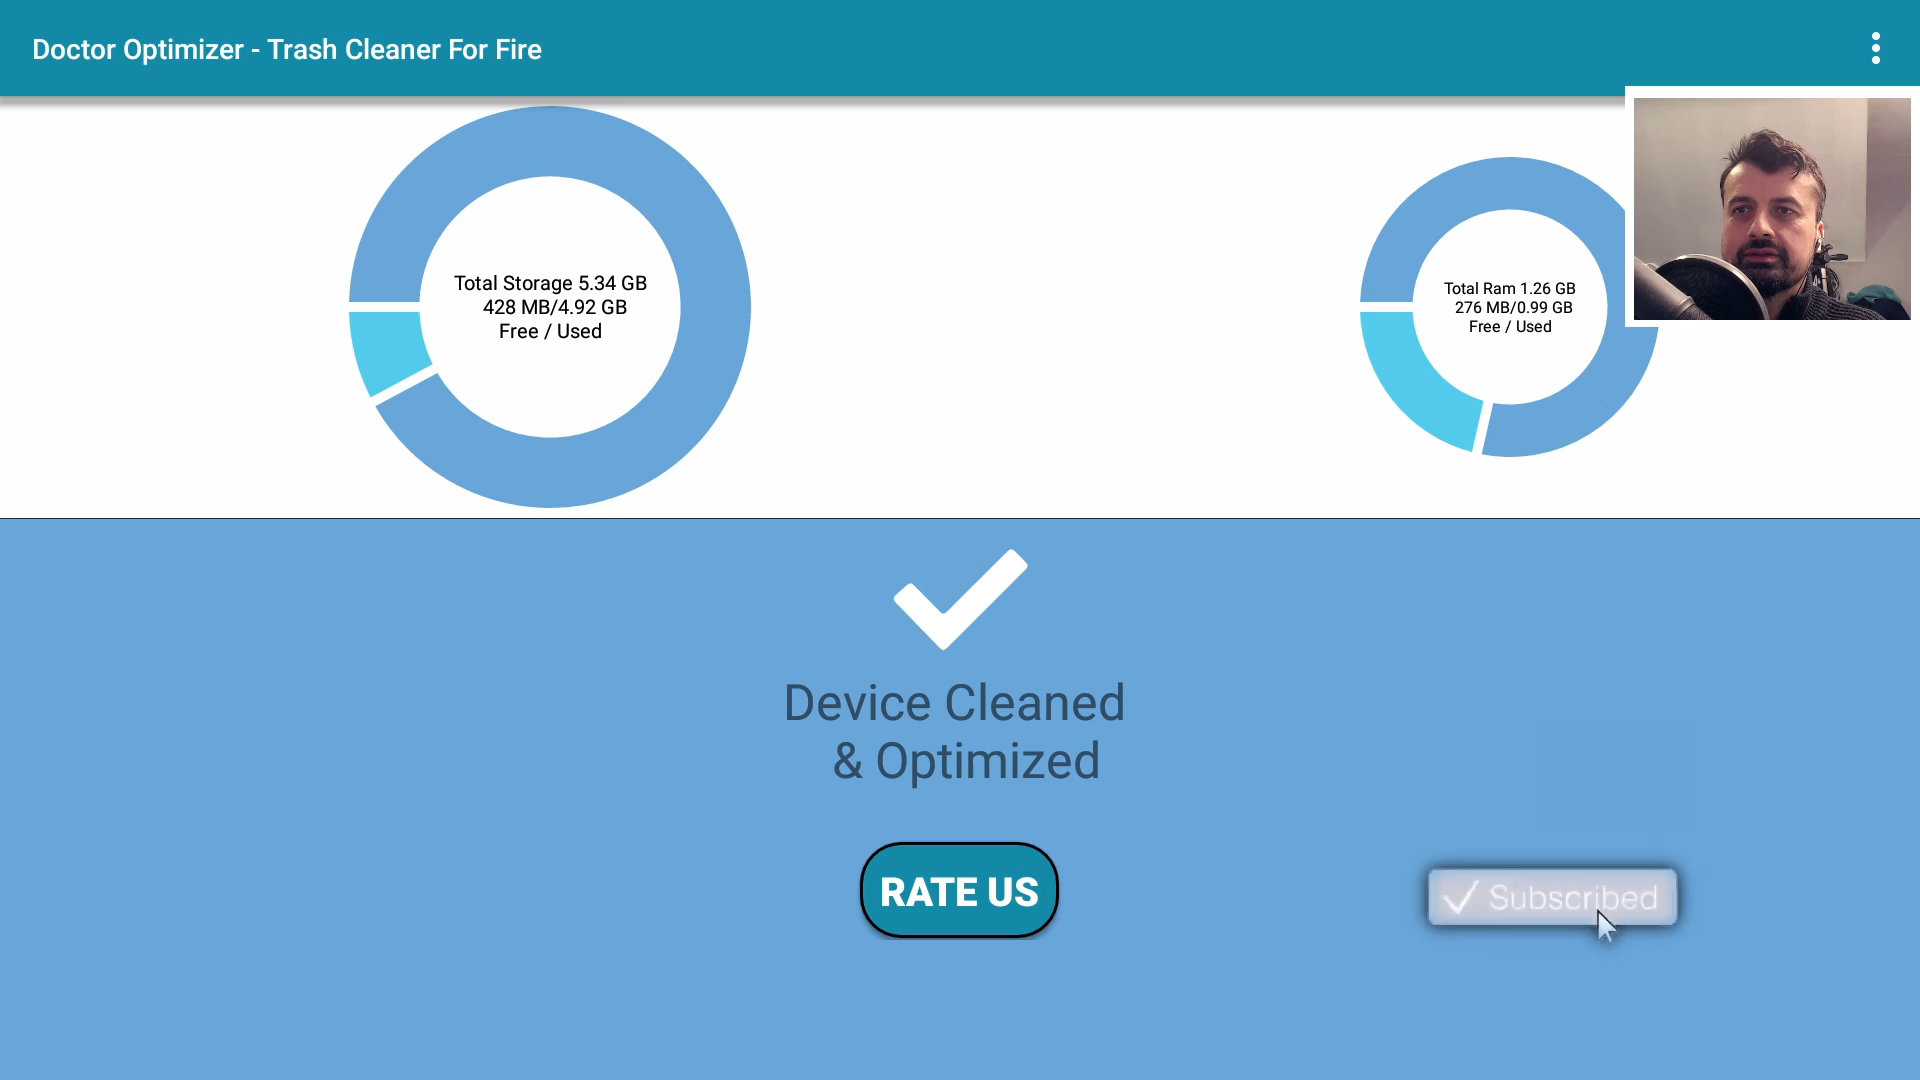 Doctor Optimizer - Trash Cleaner For Fire
Total Storage 5.34 GB
428 MB/4.92 GB
Free / Used
Total Ram 1.26 GB
276 MB/0.99 GB
Free / Used
Device Cleaned
& Optimized
RATE US
Subscribed